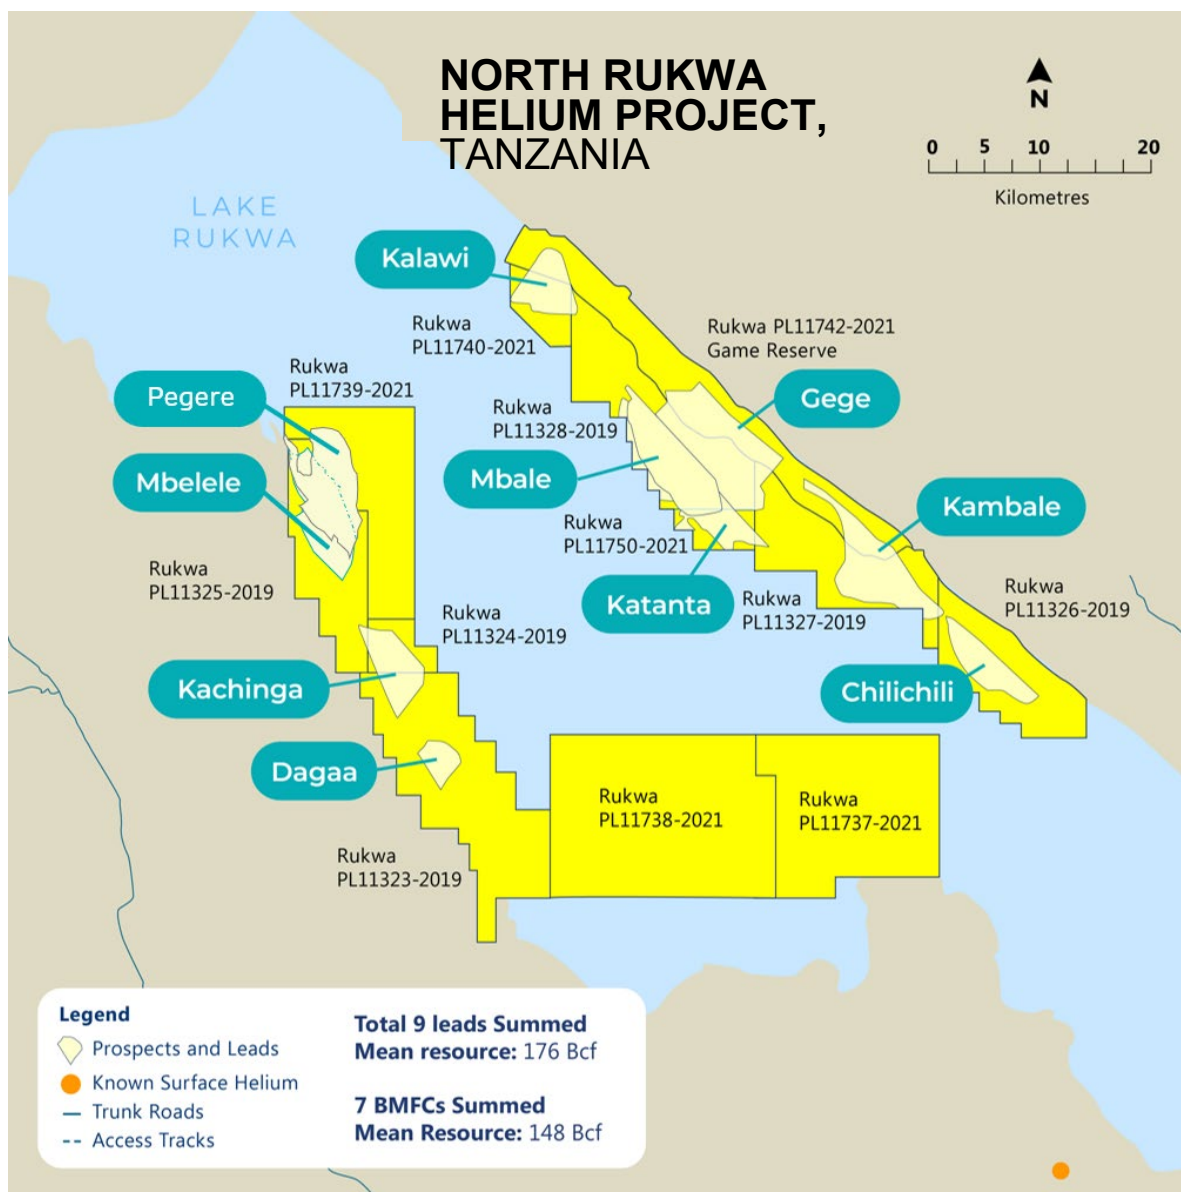 NORTH RUKWA
HELIUM PROJECT,
TANZANIA
N
0 5 10 20
Kilometres
LAKE
RUKWA
Kalawi
Rukwa
PL11740-2021
Rukwa PL11742-2021
Game Reserve
Rukwa
PL11739-2021
Pegere
Gege
Rukwa
PL11328-2019
Mbelele
Mbale
Kambale
Rukwa
PL11750-2021
Rukwa
PL11325-2019
Katanta
Rukwa
PL11327-2019
Rukwa
PL11326-2019
Rukwa
PL11324-2019
Kachinga
Chilichili
Dagaa
Rukwa
PL11738-2021
Rukwa
PL11737-2021
Rukwa
PL11323-2019
Legend
Prospects and Leads
Known Surface Helium
Trunk Roads
Access Tracks
Total 9 leads Summed
Mean resource: 176 Bcf
7 BMFCs Summed
Mean Resource: 148 Bcf